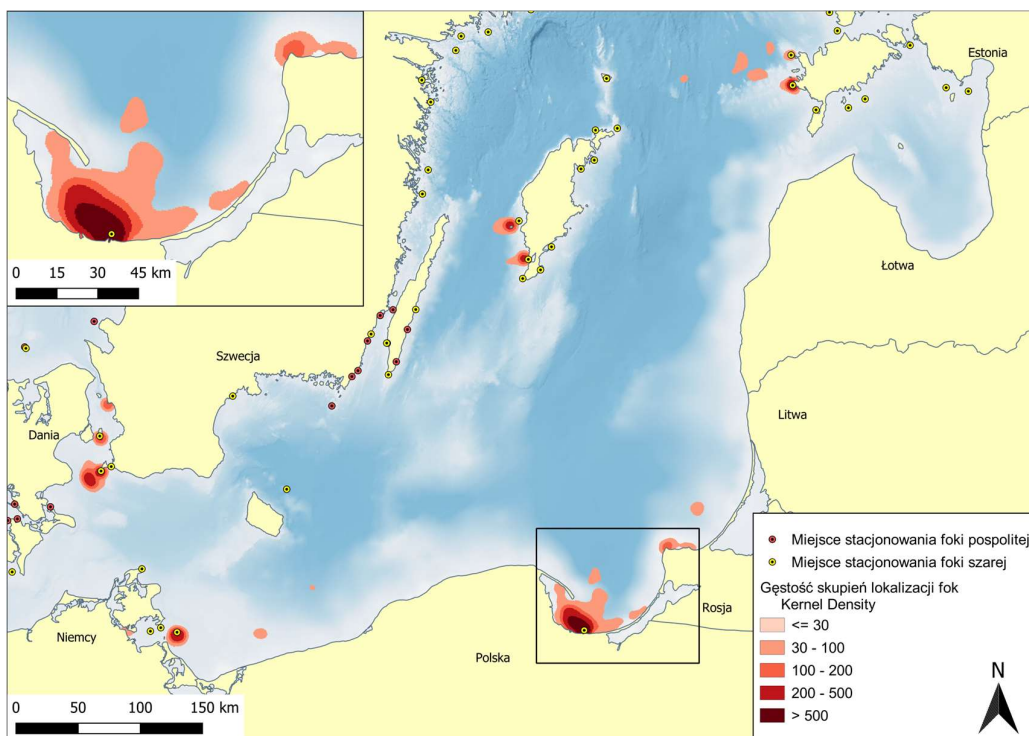 Estonia
0 15 30 45 km
Łotwa
Szwecja
Litwa
Dania
Rosja
Niemcy
Polska
0 50 100 150 km
Miejsce stacjonowania foki pospolitej
Miejsce stacjonowania foki szarej
Gęstość skupień lokalizacji fok
Kernel Density
<= 30
30 - 100
100 - 200
200 - 500
> 500
N